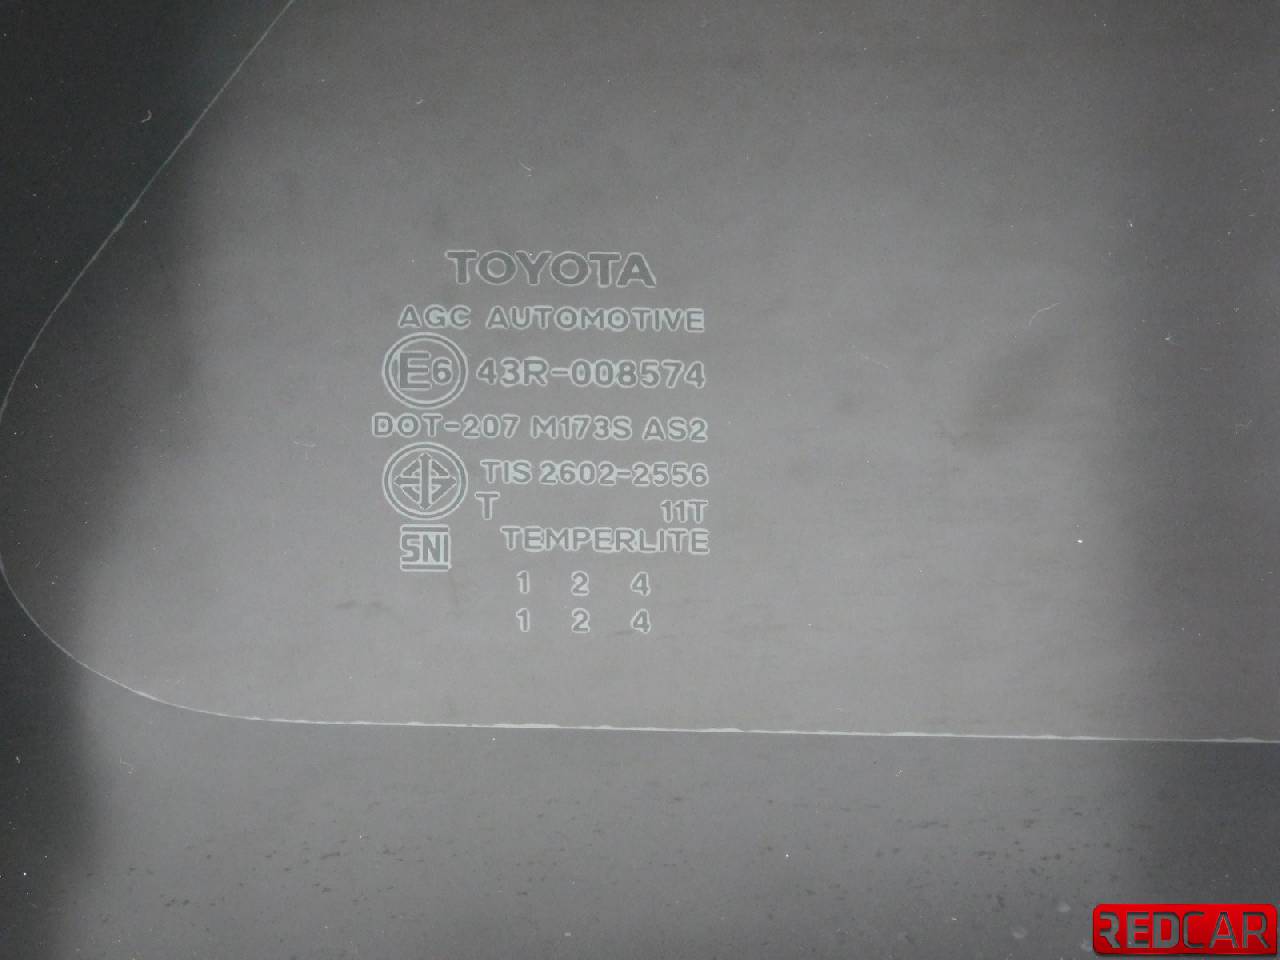 TOYOTA
AGC AUTOMOTIVE
E6 43R-008574
DOT-207 M173S AS2
TIS 2602-2556
T 11T
SNI TEMPERLITE
1 2 4
1 2 4
REDCAR